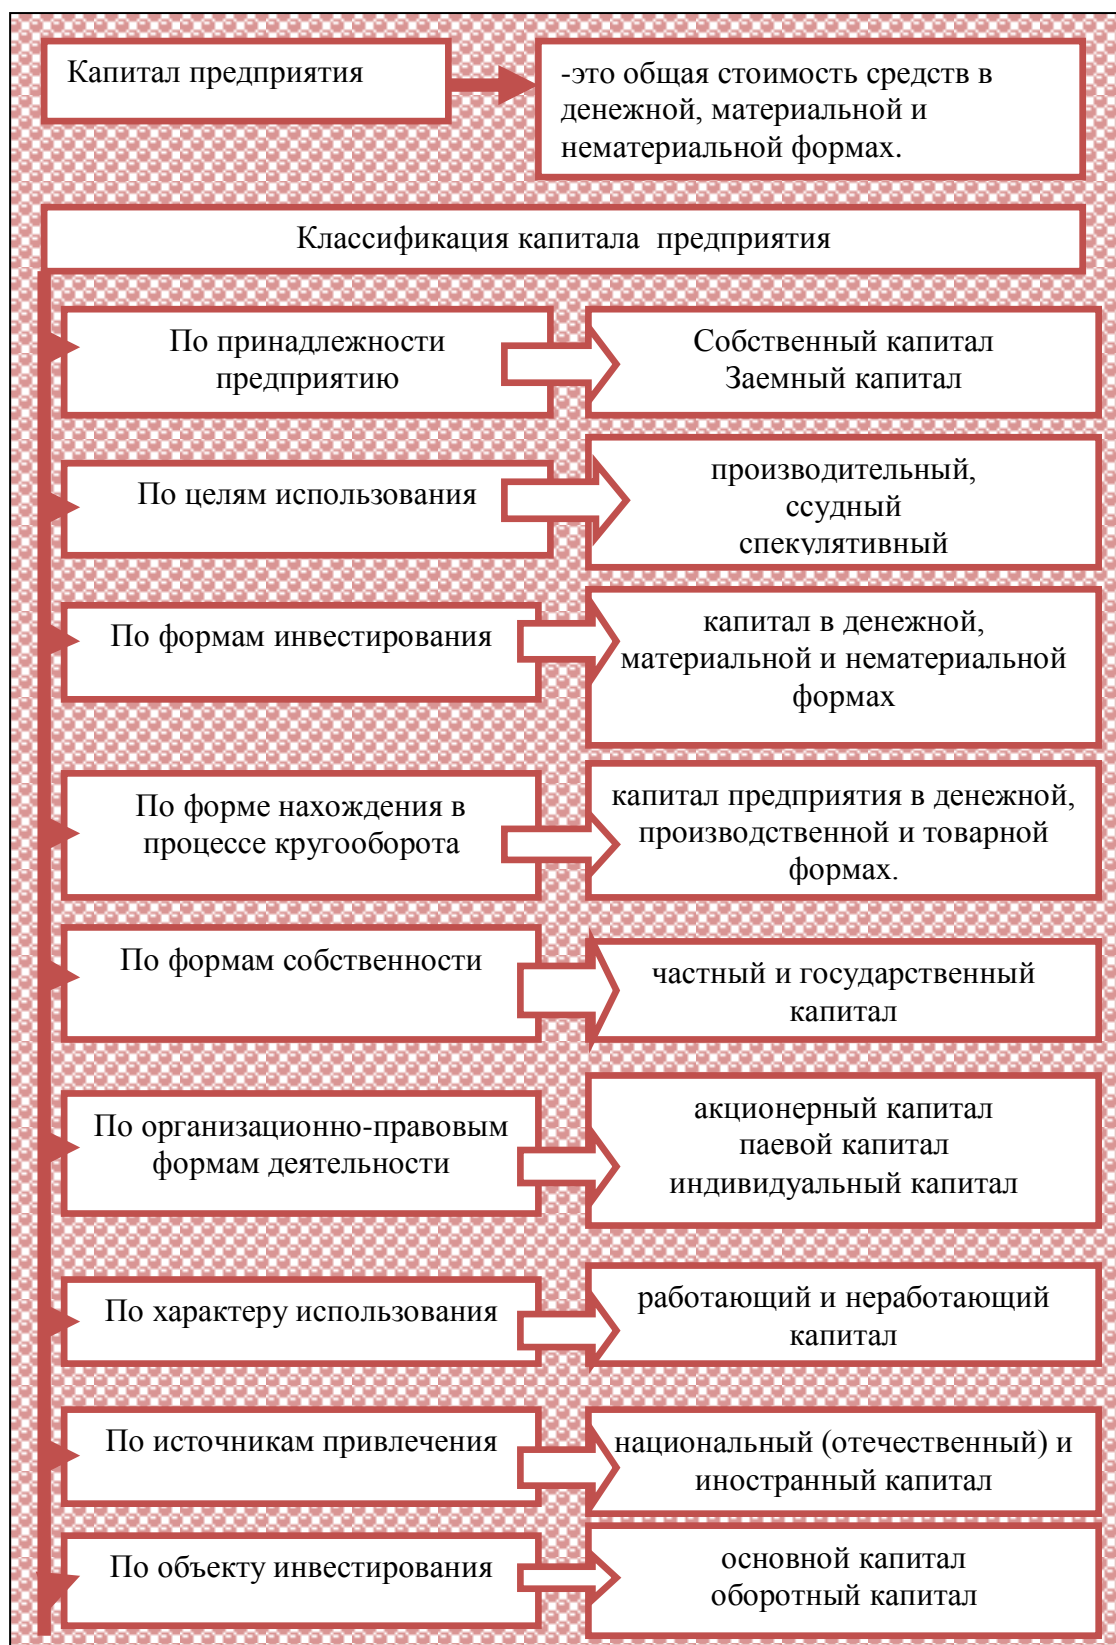 Капитал предприятия
-это общая стоимость средств в
денежной, материальной и
нематериальной формах.
Классификация капитала предприятия
По принадлежности
предприятию
Собственный капитал
Заемный капитал
По целям использования
производительный,
ссудный
спекулятивный
По формам инвестирования
капитал в денежной,
материальной и нематериальной
формах
По форме нахождения в
процессе кругооборота
капитал предприятия в денежной,
производственной и товарной
формах.
По формам собственности
частный и государственный
капитал
По организационно-правовым
формам деятельности
акционерный капитал
паевой капитал
индивидуальный капитал
По характеру использования
работающий и неработающий
капитал
По источникам привлечения
национальный (отечественный) и
иностранный капитал
По объекту инвестирования
основной капитал
оборотный капитал